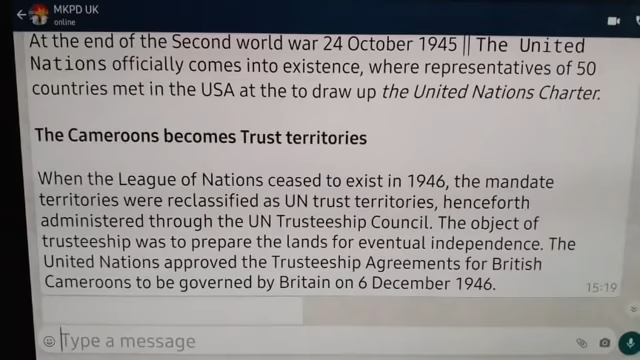 MKPD UK
online
At the end of the Second world war 24 October 1945 || The United
Nations officially comes into existence, where representatives of 50
countries met in the USA at the to draw up the United Nations Charter.
The Cameroons becomes Trust territories
When the League of Nations ceased to exist in 1946, the mandate
territories were reclassified as UN trust territories, henceforth
administered through the UN Trusteeship Council. The object of
trusteeship was to prepare the lands for eventual independence. The
United Nations approved the Trusteeship Agreements for British
Cameroons to be governed by Britain on 6 December 1946.
15:19
Type a message